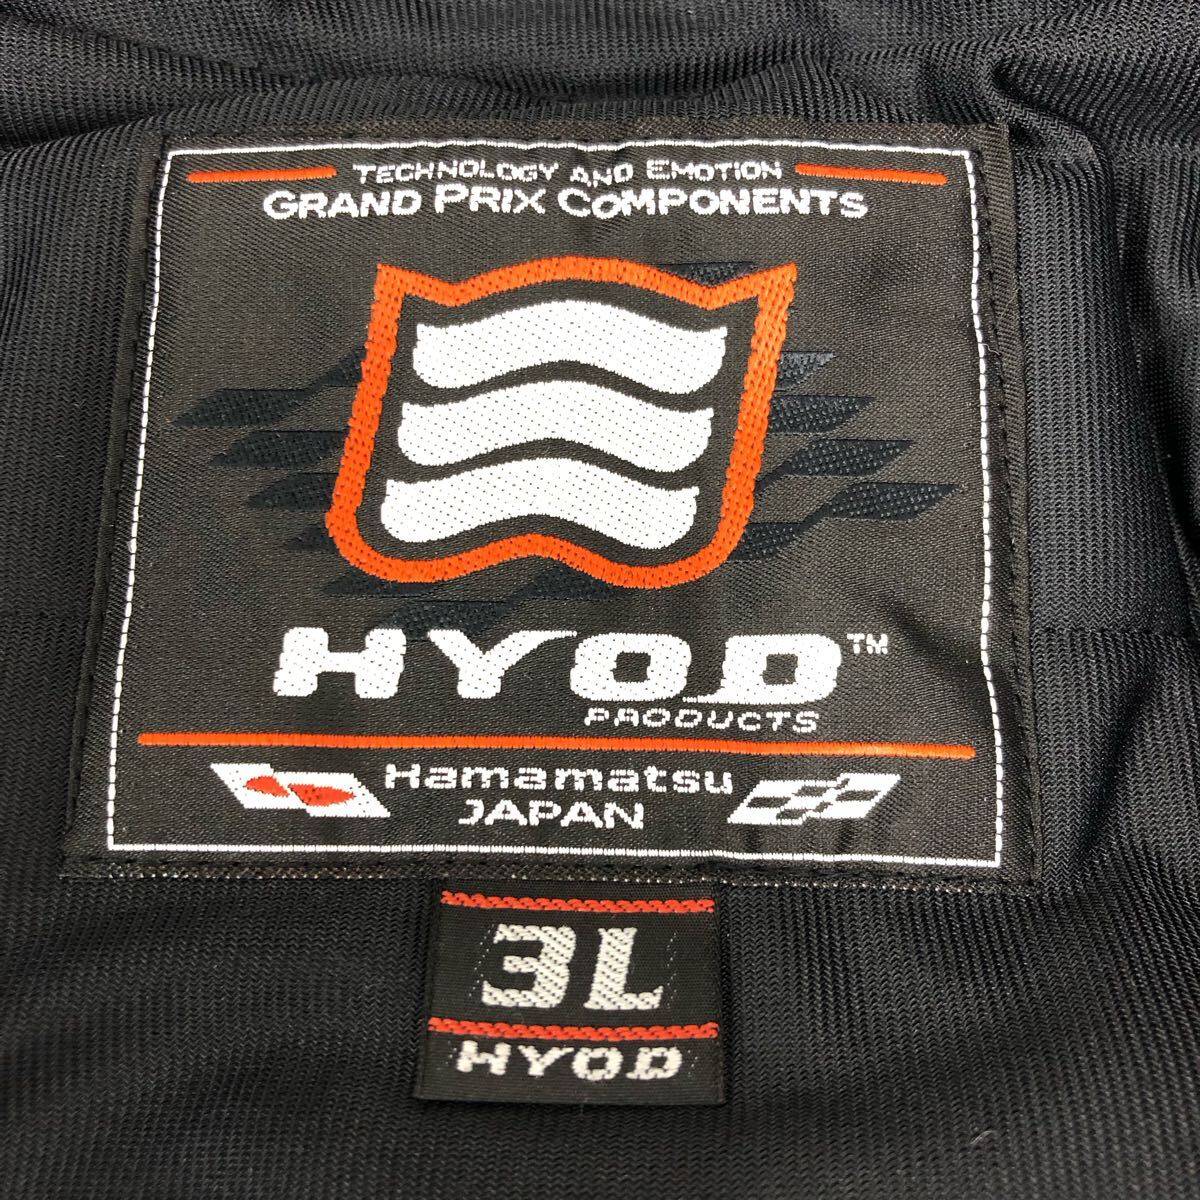 TECHNOLOGY AND EMOTION
GRAND PRIX COMPONENTS
HYOD™
PRODUCTS
Hamamatsu
JAPAN
3L
HYOD